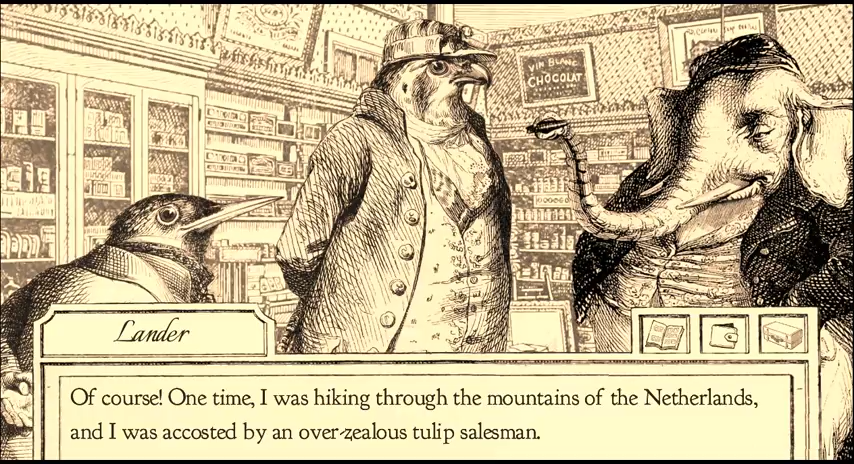 VIN BLANC
CHOCOLAT
Lander
Of course! One time, I was hiking through the mountains of the Netherlands,
and I was accosted by an over-zealous tulip salesman.